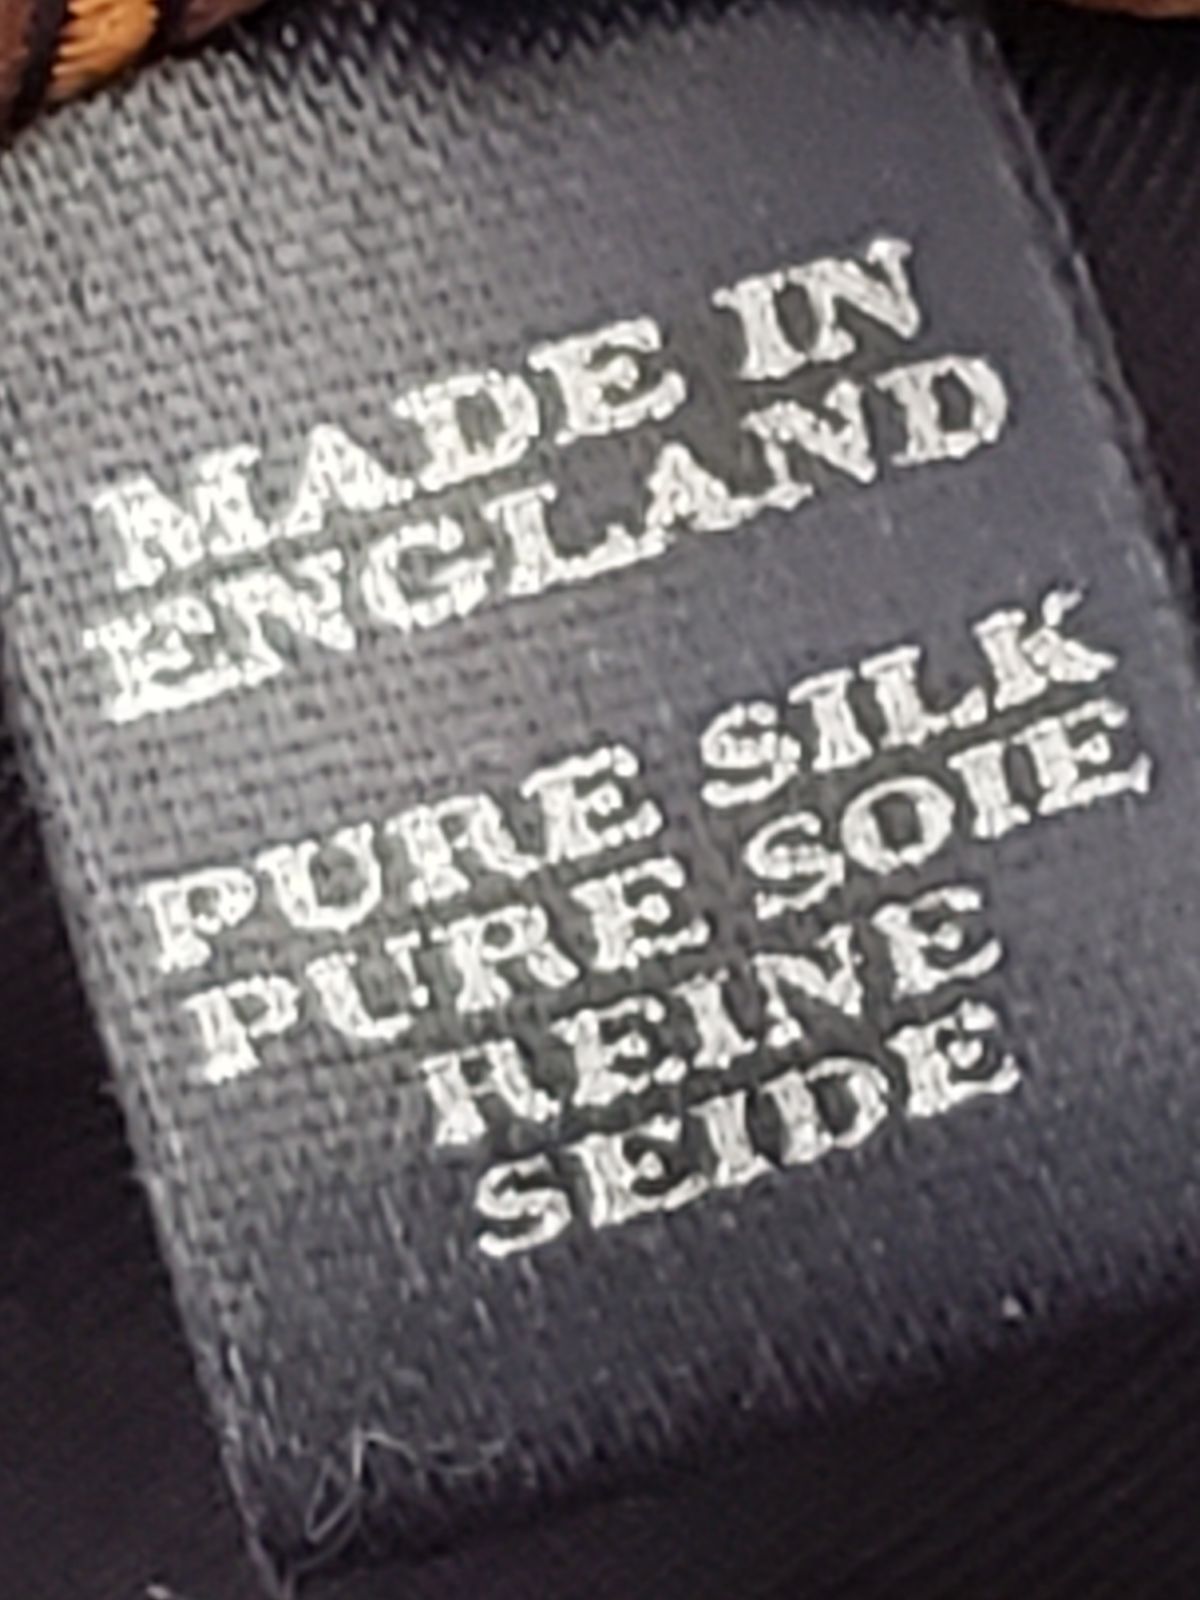 MADE IN
ENGLAND
PURE SILK
PURE SOIE
REINE
SEIDE